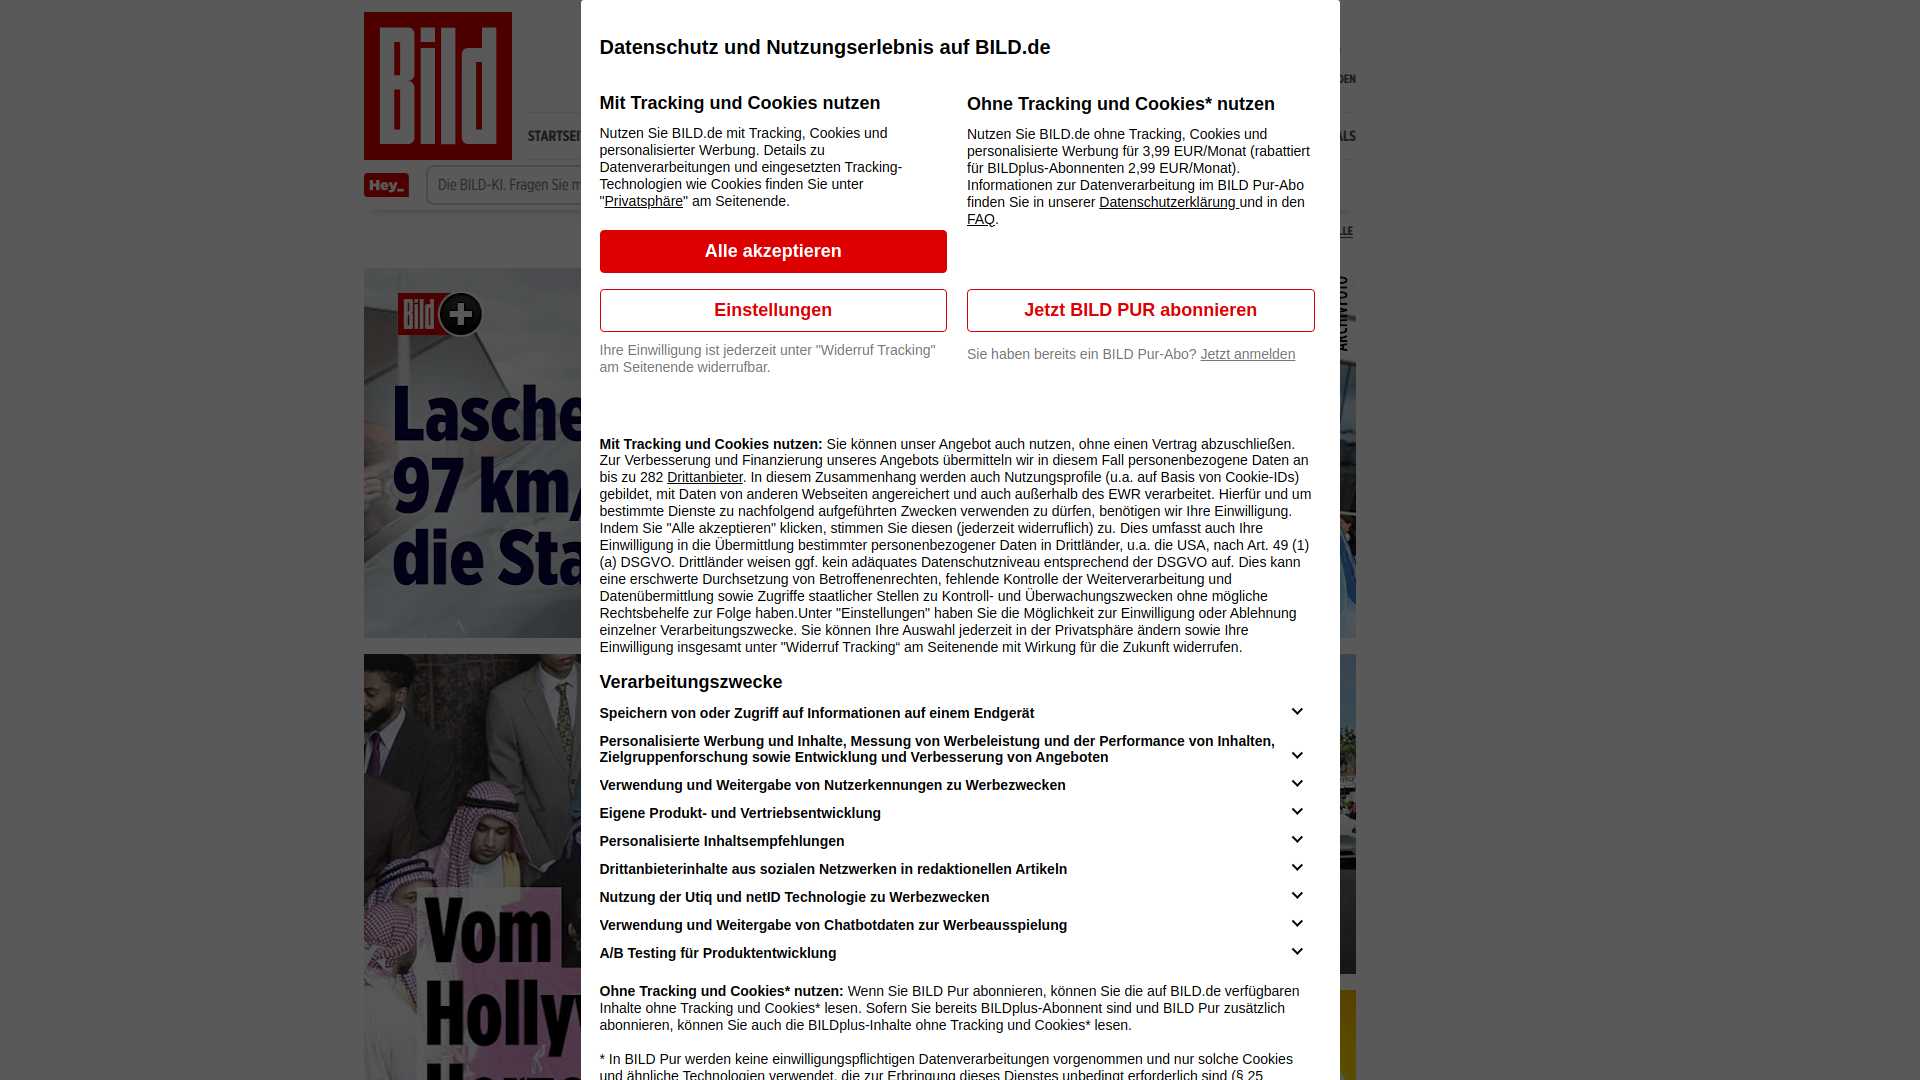 Bild
STARTSEI
Hey_
Die BILD-KI. Fragen Sie m
Bild+
Lasche
97 km/
die Sta
Vom
Hollyw
Datenschutz und Nutzungserlebnis auf BILD.de
Mit Tracking und Cookies nutzen
Nutzen Sie BILD.de mit Tracking, Cookies und
personalisierter Werbung. Details zu
Datenverarbeitungen und eingesetzten Tracking-
Technologien wie Cookies finden Sie unter
"Privatsphäre" am Seitenende.
Alle akzeptieren
Einstellungen
Ihre Einwilligung ist jederzeit unter "Widerruf Tracking"
am Seitenende widerrufbar.
Ohne Tracking und Cookies* nutzen
Nutzen Sie BILD.de ohne Tracking, Cookies und
personalisierte Werbung für 3,99 EUR/Monat (rabattiert
für BILDplus-Abonnenten 2,99 EUR/Monat).
Informationen zur Datenverarbeitung im BILD Pur-Abo
finden Sie in unserer Datenschutzerklärung und in den
FAQ.
Jetzt BILD PUR abonnieren
Sie haben bereits ein BILD Pur-Abo? Jetzt anmelden
Mit Tracking und Cookies nutzen: Sie können unser Angebot auch nutzen, ohne einen Vertrag abzuschließen.
Zur Verbesserung und Finanzierung unseres Angebots übermitteln wir in diesem Fall personenbezogene Daten an
bis zu 282 Drittanbieter. In diesem Zusammenhang werden auch Nutzungsprofile (u.a. auf Basis von Cookie-IDs)
gebildet, mit Daten von anderen Webseiten angereichert und auch außerhalb des EWR verarbeitet. Hierfür und um
bestimmte Dienste zu nachfolgend aufgeführten Zwecken verwenden zu dürfen, benötigen wir Ihre Einwilligung.
Indem Sie "Alle akzeptieren" klicken, stimmen Sie diesen (jederzeit widerruflich) zu. Dies umfasst auch Ihre
Einwilligung in die Übermittlung bestimmter personenbezogener Daten in Drittländer, u.a. die USA, nach Art. 49 (1)
(a) DSGVO. Drittländer weisen ggf. kein adäquates Datenschutzniveau entsprechend der DSGVO auf. Dies kann
eine erschwerte Durchsetzung von Betroffenenrechten, fehlende Kontrolle der Weiterverarbeitung und
Datenübermittlung sowie Zugriffe staatlicher Stellen zu Kontroll- und Überwachungszwecken ohne mögliche
Rechtsbehelfe zur Folge haben.Unter "Einstellungen" haben Sie die Möglichkeit zur Einwilligung oder Ablehnung
einzelner Verarbeitungszwecke. Sie können Ihre Auswahl jederzeit in der Privatsphäre ändern sowie Ihre
Einwilligung insgesamt unter "Widerruf Tracking“ am Seitenende mit Wirkung für die Zukunft widerrufen.
Verarbeitungszwecke
Speichern von oder Zugriff auf Informationen auf einem Endgerät
Personalisierte Werbung und Inhalte, Messung von Werbeleistung und der Performance von Inhalten,
Zielgruppenforschung sowie Entwicklung und Verbesserung von Angeboten
Verwendung und Weitergabe von Nutzerkennungen zu Werbezwecken
Eigene Produkt- und Vertriebsentwicklung
Personalisierte Inhaltsempfehlungen
Drittanbieterinhalte aus sozialen Netzwerken in redaktionellen Artikeln
Nutzung der Utiq und netID Technologie zu Werbezwecken
Verwendung und Weitergabe von Chatbotdaten zur Werbeausspielung
A/B Testing für Produktentwicklung
Ohne Tracking und Cookies* nutzen: Wenn Sie BILD Pur abonnieren, können Sie die auf BILD.de verfügbaren
Inhalte ohne Tracking und Cookies* lesen. Sofern Sie bereits BILDplus-Abonnent sind und BILD Pur zusätzlich
abonnieren, können Sie auch die BILDplus-Inhalte ohne Tracking und Cookies* lesen.
* In BILD Pur werden keine einwilligungspflichtigen Datenverarbeitungen vorgenommen und nur solche Cookies
und ähnliche Technologien verwendet, die zur Erbringung dieses Dienstes unbedingt erforderlich sind (§ 25
DEN
ALS
LLE
ARCHIVFOTO